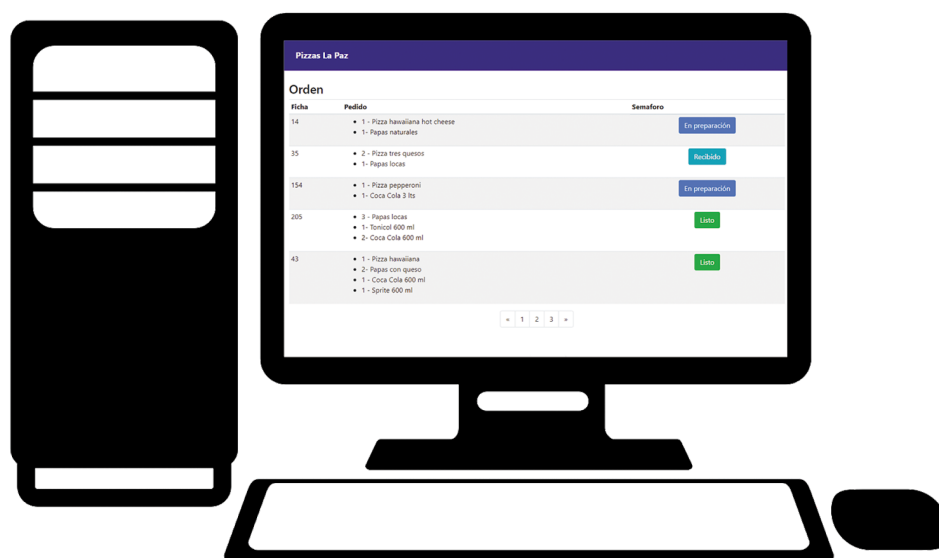 Pizzas La Paz
Orden
Ficha Pedido Semaforo
14 • 1 - Pizza hawaiiana hot cheese En preparación
• 1- Papas naturales
35 • 2 - Pizza tres quesos Recibido
• 1- Papas locas
154 • 1 - Pizza pepperoni En preparación
• 1- Coca Cola 3 lts
205 • 3 - Papas locas Listo
• 1- Tonicol 600 ml
• 2- Coca Cola 600 ml
43 • 1 - Pizza hawaiiana Listo
• 2- Papas con queso
• 1 - Coca Cola 600 ml
• 1 - Sprite 600 ml
« 1 2 3 »